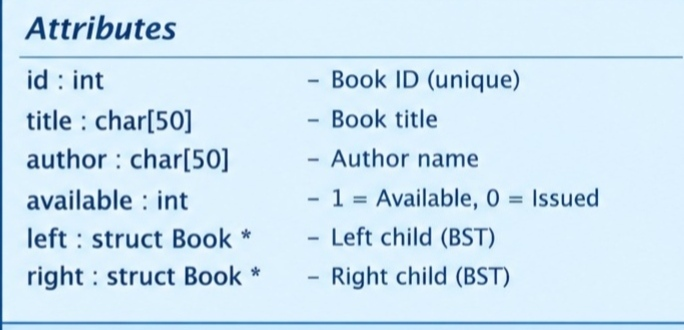 Attributes
id : int – Book ID (unique)
title : char[50] – Book title
author : char[50] – Author name
available : int – 1 = Available, 0 = Issued
left : struct Book * – Left child (BST)
right : struct Book * – Right child (BST)